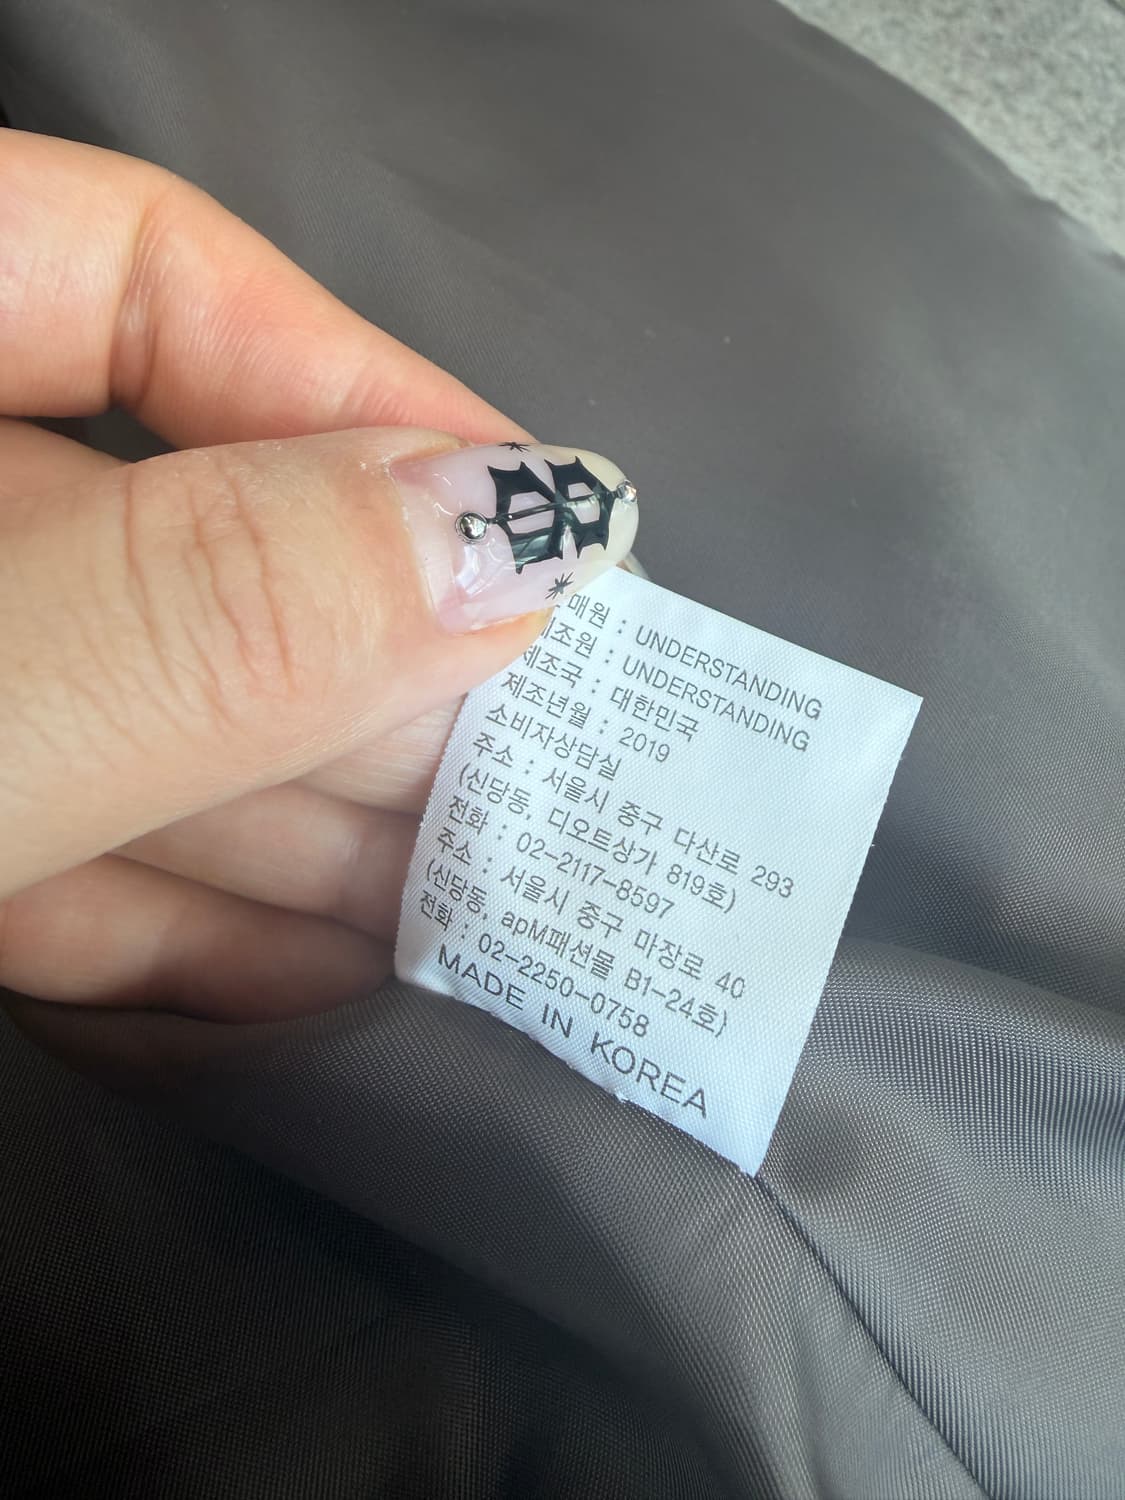 매원 : UNDERSTANDING
제조원 : UNDERSTANDING
제조국 : 대한민국
제조년월 : 2019
소비자상담실
주소 : 서울시 중구 다산로 293
(신당동, 디오트상가 819호)
전화 : 02-2117-8597
주소 : 서울시 중구 마장로 40
(신당동, apM패션몰 B1-24호)
전화 : 02-2250-0758
MADE IN KOREA